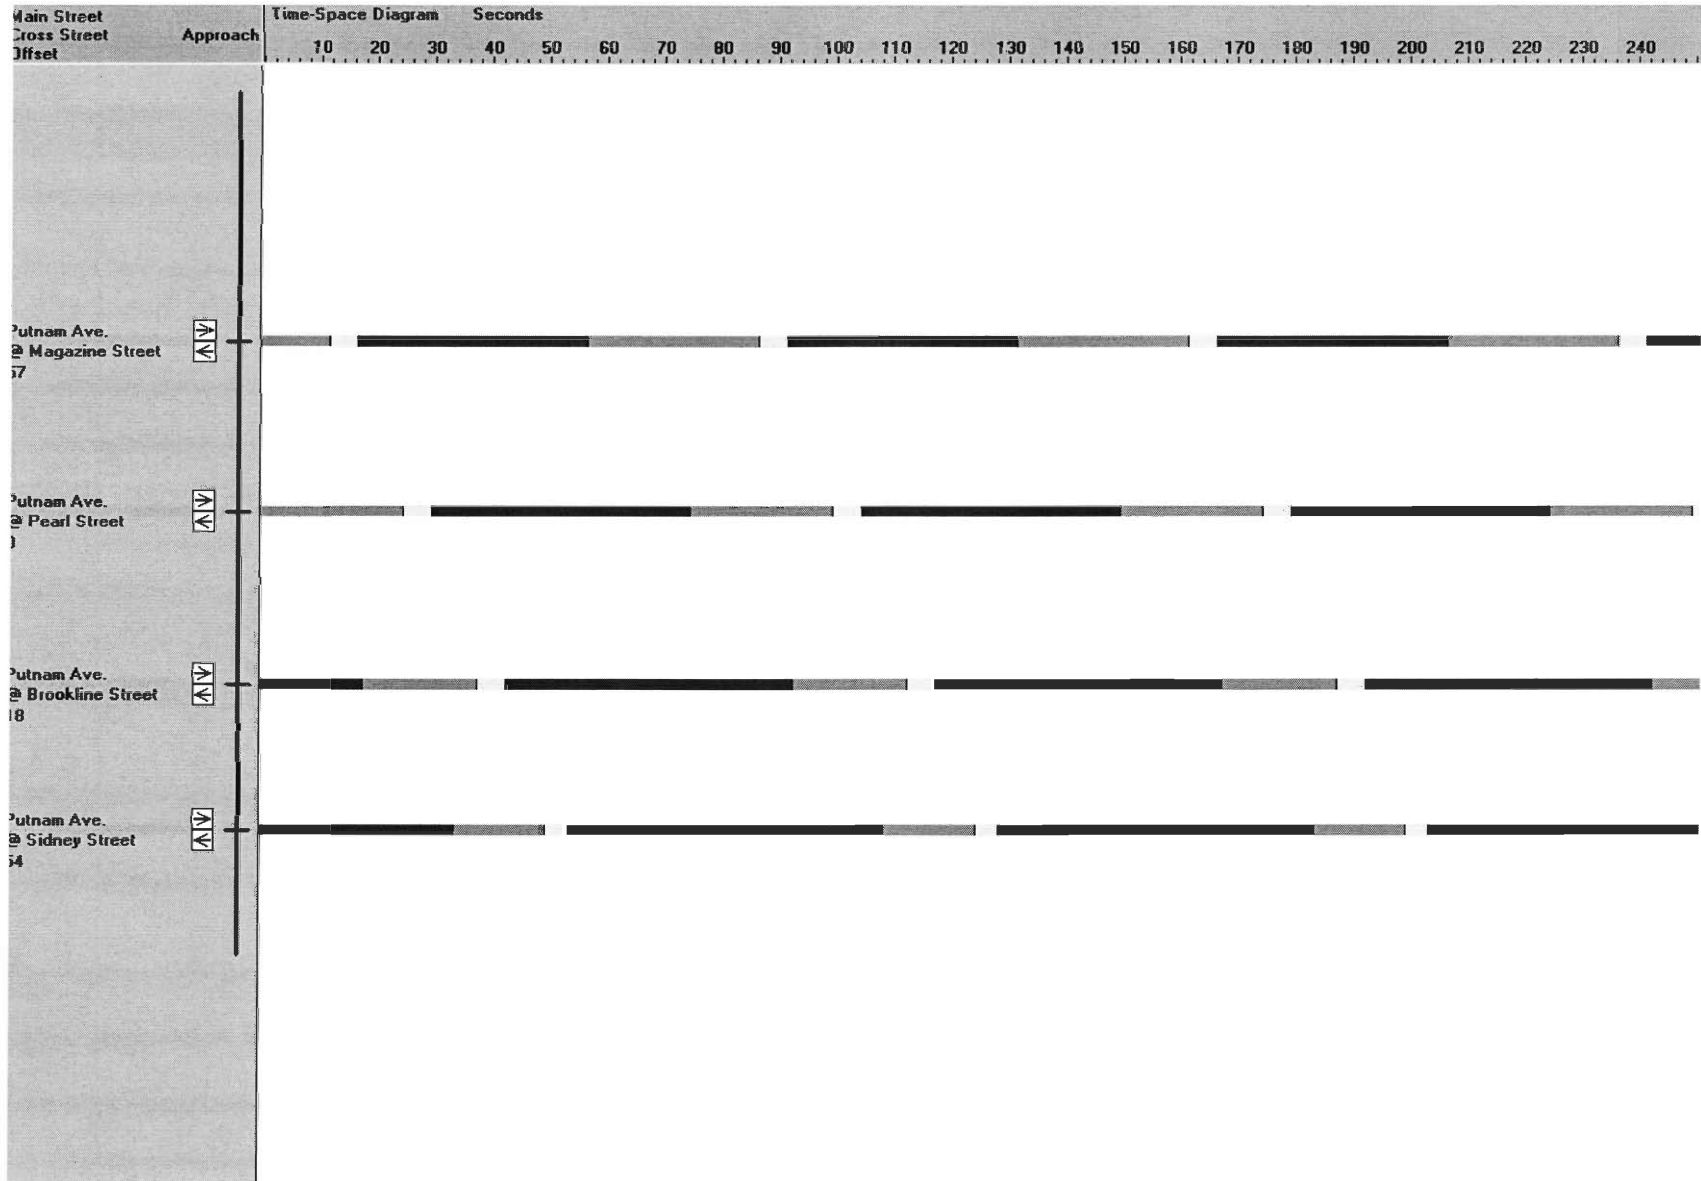 Main Street
Cross Street
Offset
Approach
Time-Space Diagram Seconds
10 20 30 40 50 60 70 80 90 100 110 120 130 140 150 160 170 180 190 200 210 220 230 240
Putnam Ave.
@ Magazine Street
57
Putnam Ave.
@ Pearl Street
Putnam Ave.
@ Brookline Street
18
Putnam Ave.
@ Sidney Street